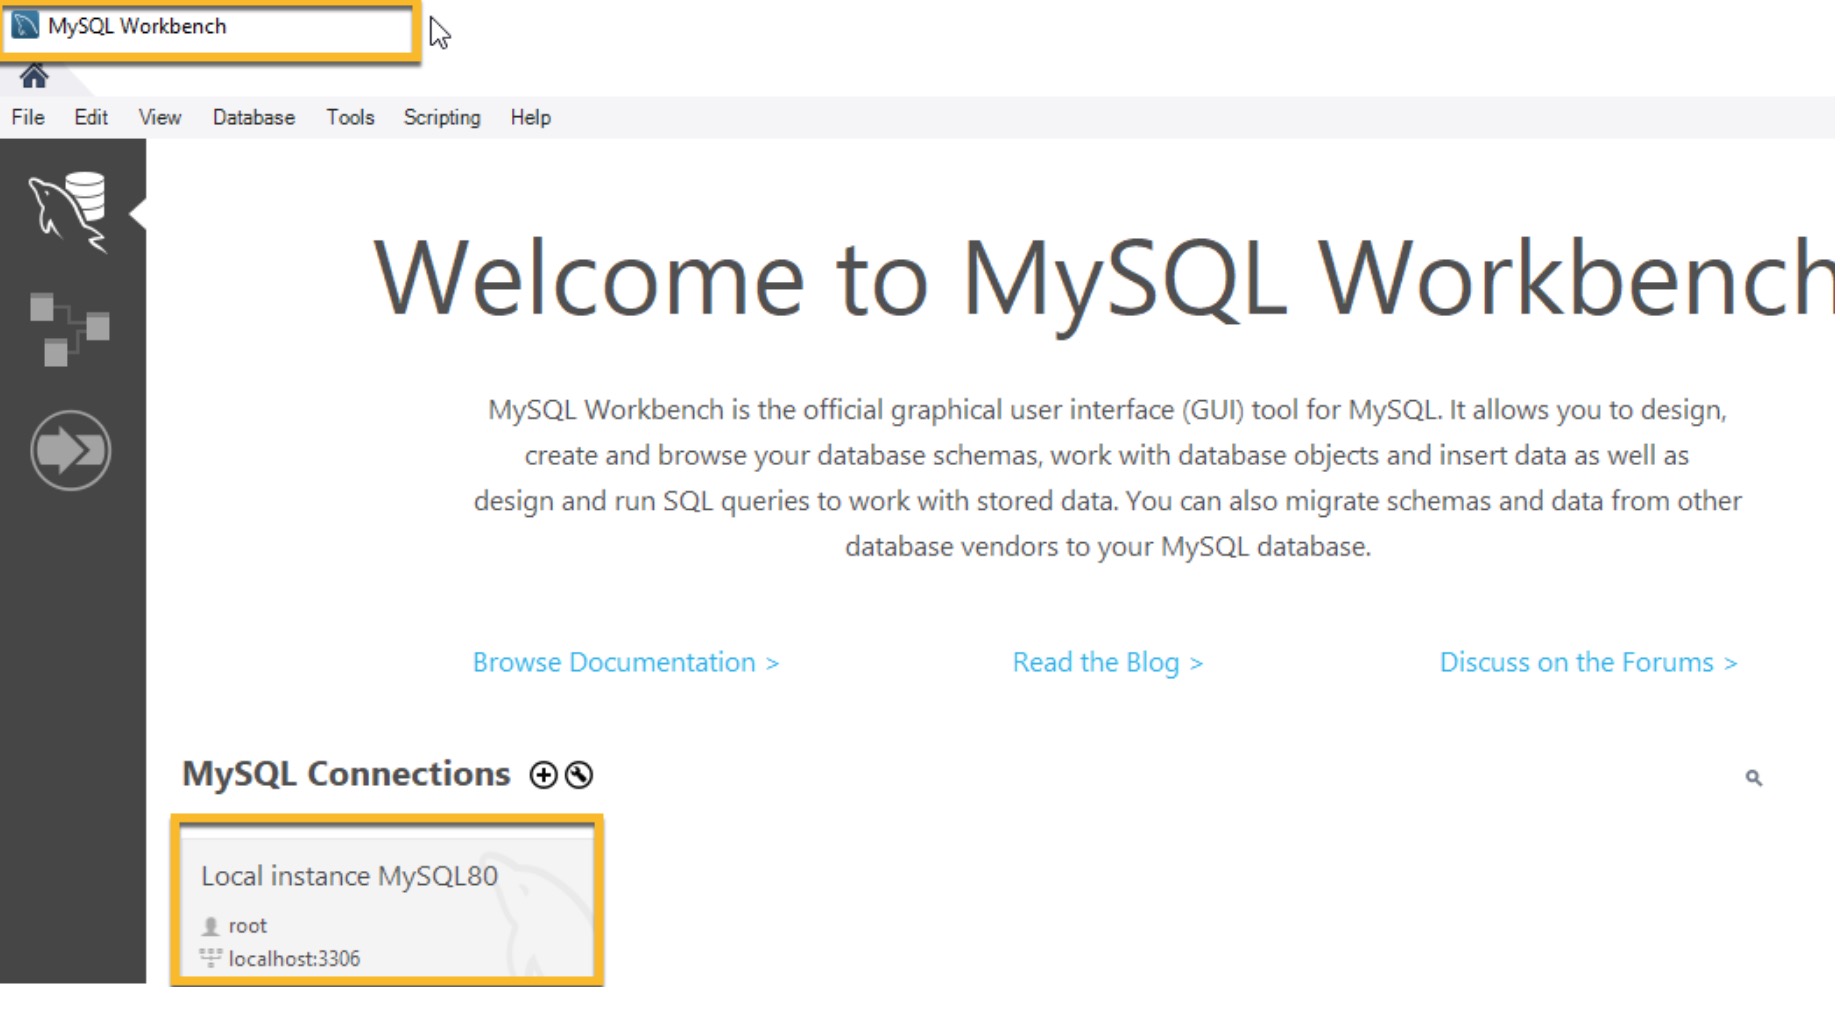 MySQL Workbench
File Edit View Database Tools Scripting Help
Welcome to MySQL Workbench
MySQL Workbench is the official graphical user interface (GUI) tool for MySQL. It allows you to design,
create and browse your database schemas, work with database objects and insert data as well as
design and run SQL queries to work with stored data. You can also migrate schemas and data from other
database vendors to your MySQL database.
Browse Documentation > Read the Blog > Discuss on the Forums >
MySQL Connections
Local instance MySQL80
root
localhost:3306